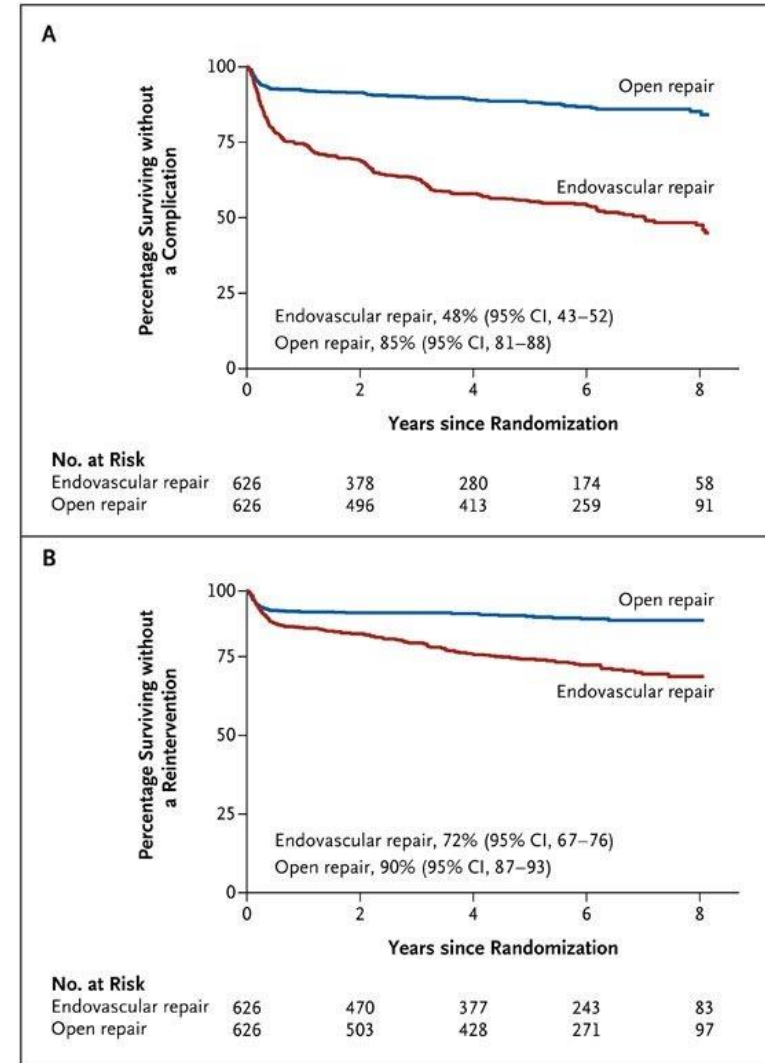 A
Percentage Surviving without
a Complication
100
75
50
25
0
Open repair
Endovascular repair
Endovascular repair, 48% (95% CI, 43–52)
Open repair, 85% (95% CI, 81–88)
0 2 4 6 8
Years since Randomization
No. at Risk
Endovascular repair 626 378 280 174 58
Open repair 626 496 413 259 91
B
Percentage Surviving without
a Reintervention
100
75
50
25
0
Open repair
Endovascular repair
Endovascular repair, 72% (95% CI, 67–76)
Open repair, 90% (95% CI, 87–93)
0 2 4 6 8
Years since Randomization
No. at Risk
Endovascular repair 626 470 377 243 83
Open repair 626 503 428 271 97